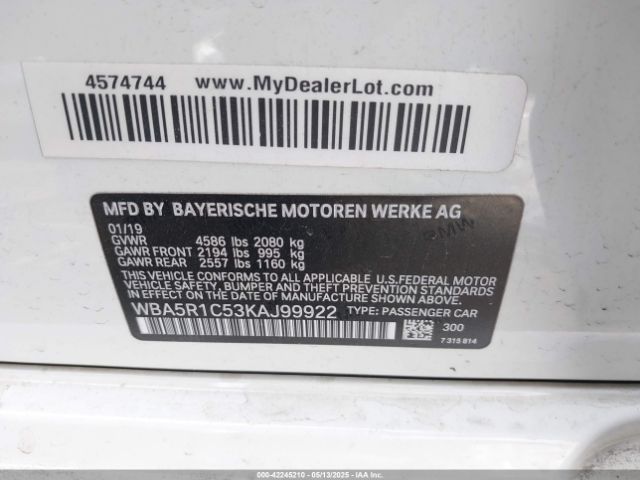 4574744 www.MyDealerLot.com
MFD BY BAYERISCHE MOTOREN WERKE AG
01/19
GVWR 4586 lbs 2080 kg
GAWR FRONT 2194 lbs 995 kg
GAWR REAR 2557 lbs 1160 kg
THIS VEHICLE CONFORMS TO ALL APPLICABLE U.S.FEDERAL MOTOR
VEHICLE SAFETY, BUMPER AND THEFT PREVENTION STANDARDS
IN EFFECT ON THE DATE OF MANUFACTURE SHOWN ABOVE.
WBA5R1C53KAJ99922 TYPE: PASSENGER CAR
300
7 315 814
BMW
000-42245210 - 05/13/2025 - COPYRIGHT IAA, LLC.